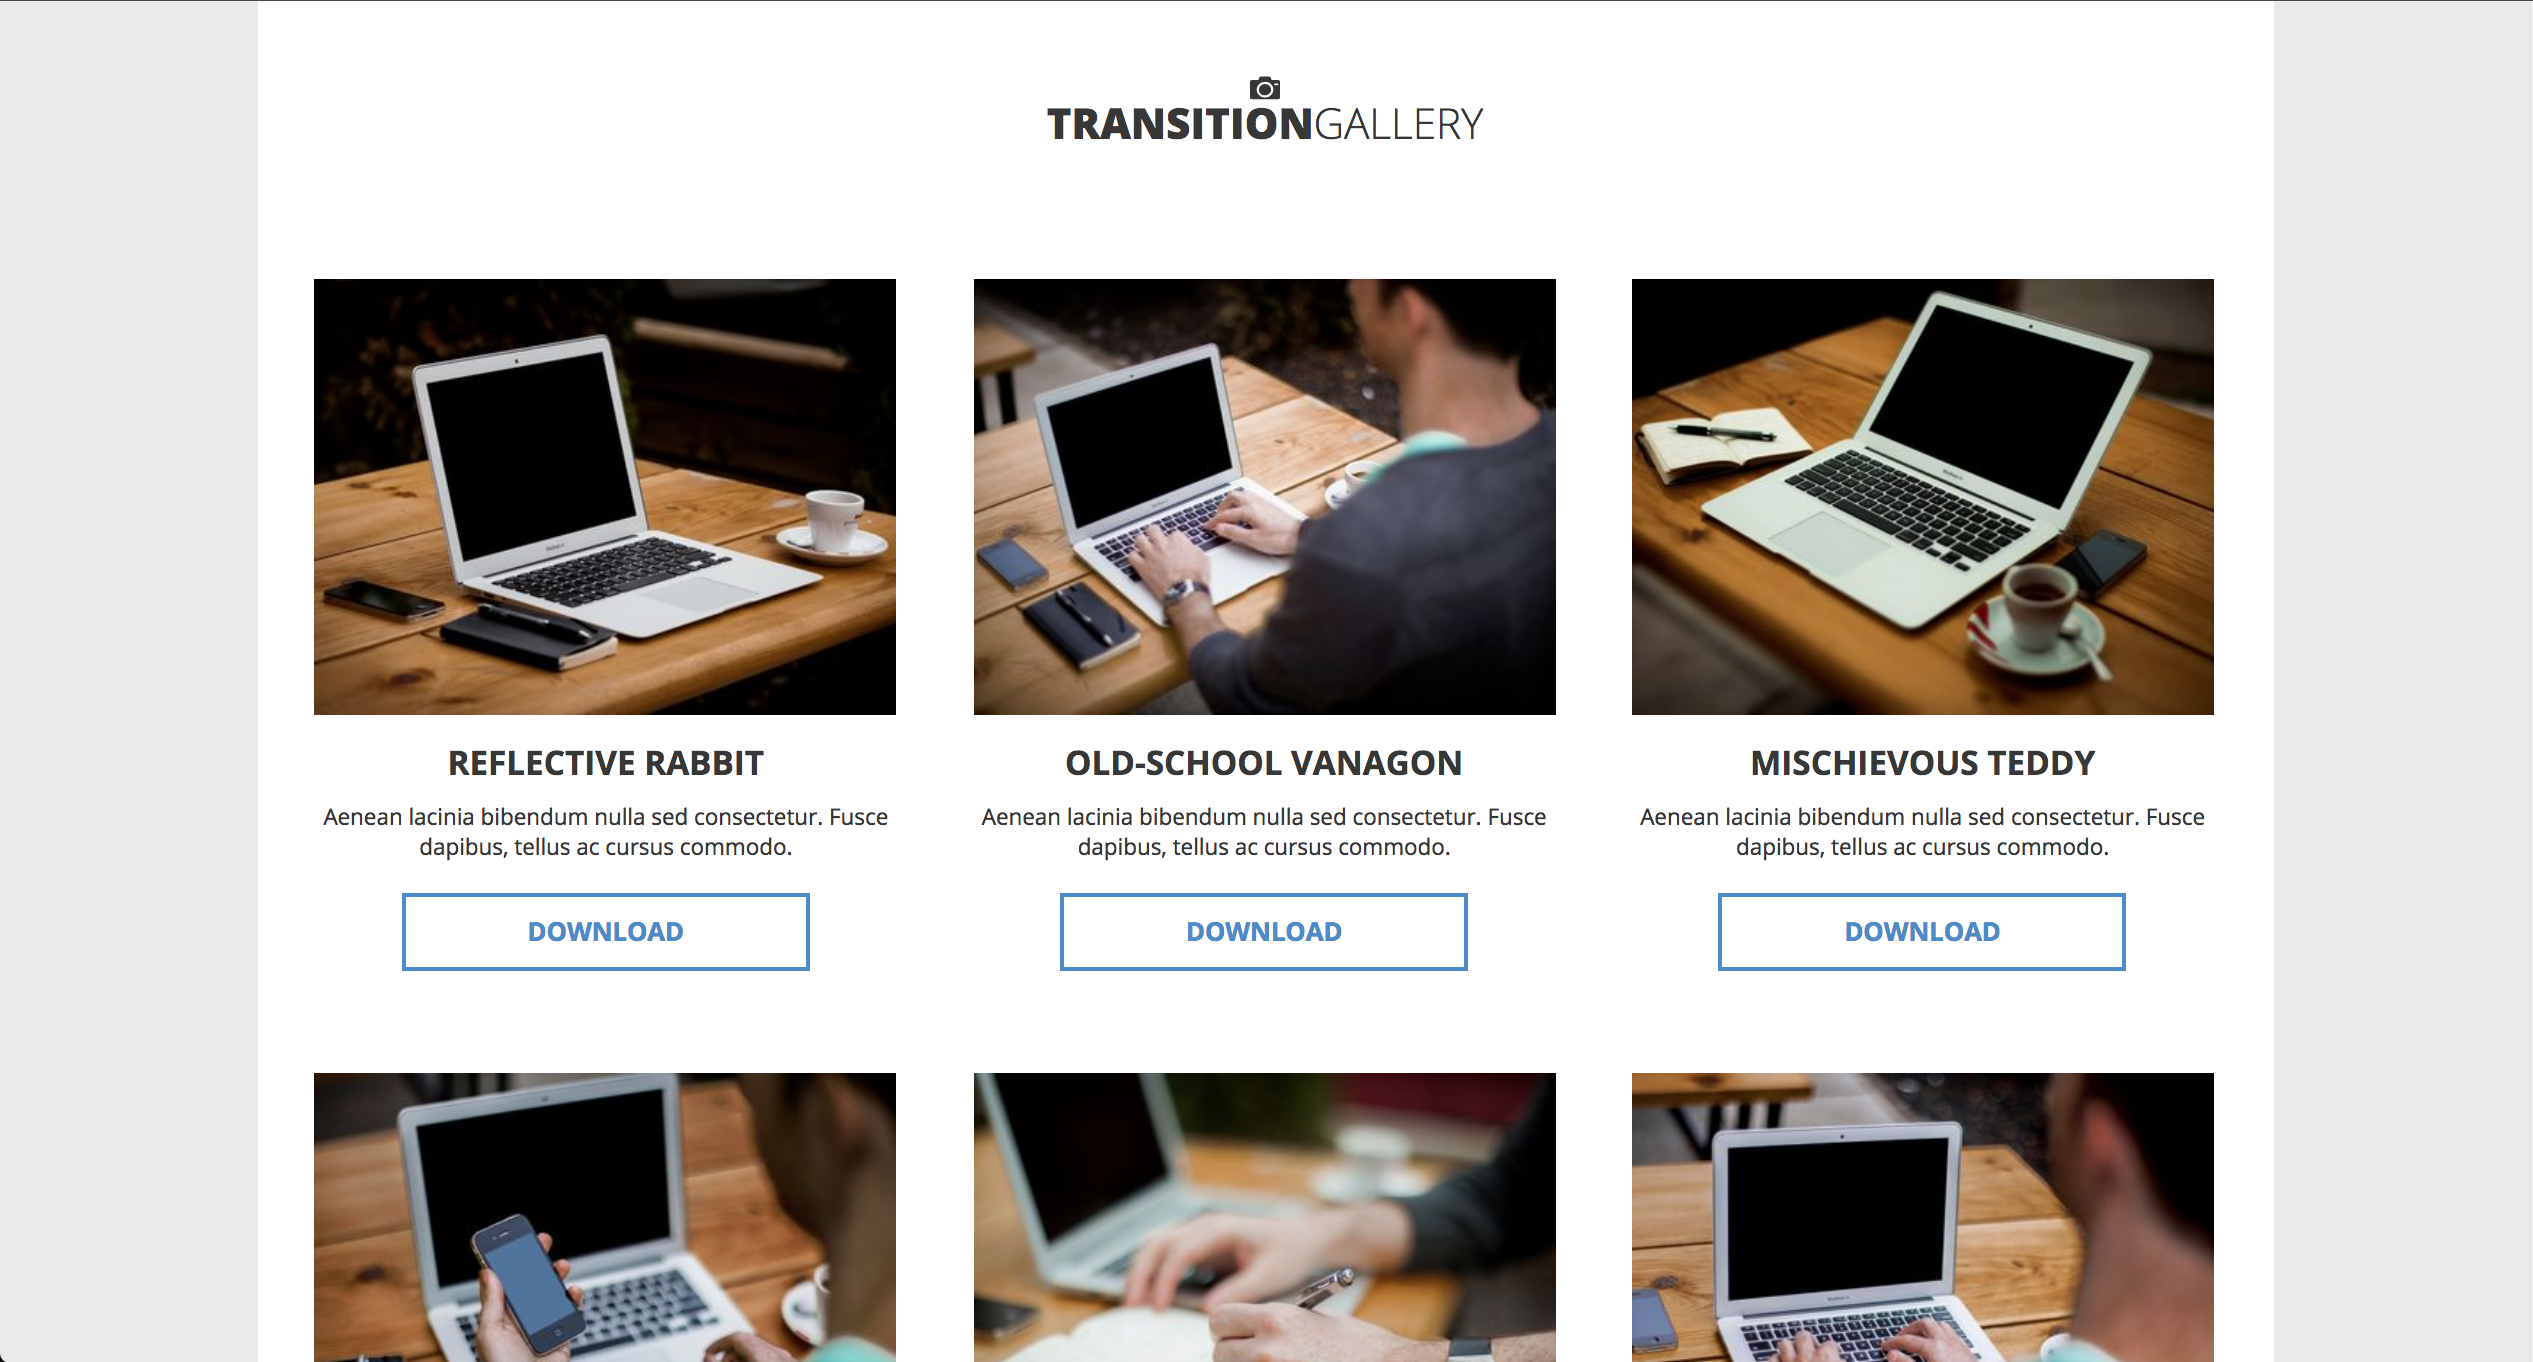 TRANSITIONGALLERY
REFLECTIVE RABBIT
Aenean lacinia bibendum nulla sed consectetur. Fusce
dapibus, tellus ac cursus commodo.
DOWNLOAD
OLD-SCHOOL VANAGON
Aenean lacinia bibendum nulla sed consectetur. Fusce
dapibus, tellus ac cursus commodo.
DOWNLOAD
MISCHIEVOUS TEDDY
Aenean lacinia bibendum nulla sed consectetur. Fusce
dapibus, tellus ac cursus commodo.
DOWNLOAD